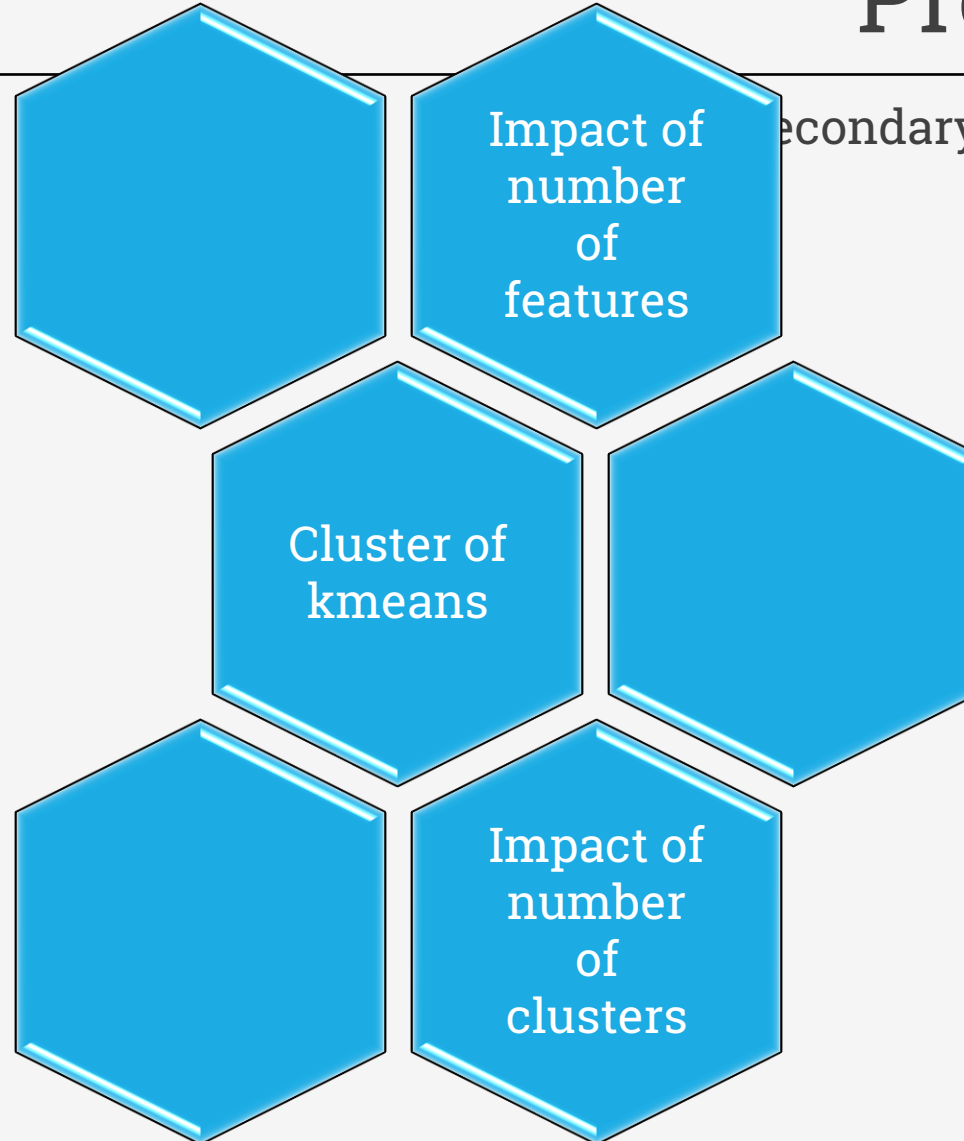 Impact of
number
of
features
Cluster of
kmeans
Impact of
number
of
clusters